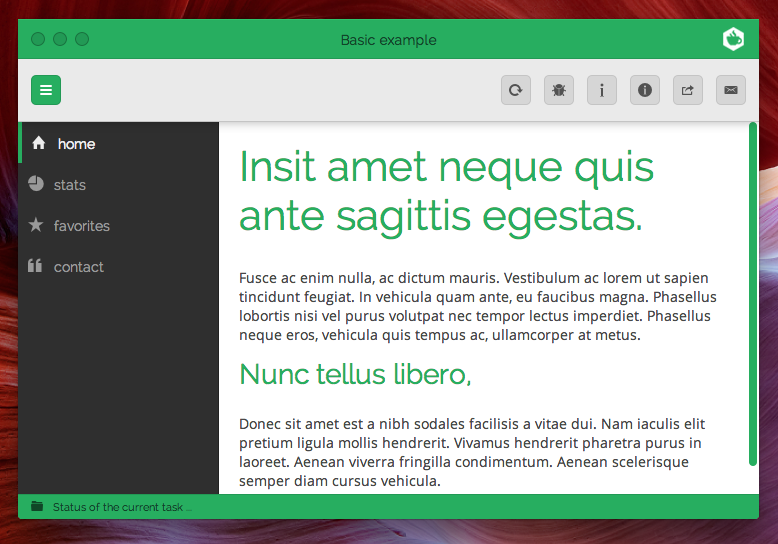 Basic example
home
stats
favorites
contact
Insit amet neque quis
ante sagittis egestas.
Fusce ac enim nulla, ac dictum mauris. Vestibulum ac lorem ut sapien
tincidunt feugiat. In vehicula quam ante, eu faucibus magna. Phasellus
lobortis nisi vel purus volutpat nec tempor lectus imperdiet. Phasellus
neque eros, vehicula quis tempus ac, ullamcorper at metus.
Nunc tellus libero,
Donec sit amet est a nibh sodales facilisis a vitae dui. Nam iaculis elit
pretium ligula mollis hendrerit. Vivamus hendrerit pharetra purus in
laoreet. Aenean viverra fringilla condimentum. Aenean scelerisque
semper diam cursus vehicula.
Status of the current task ...